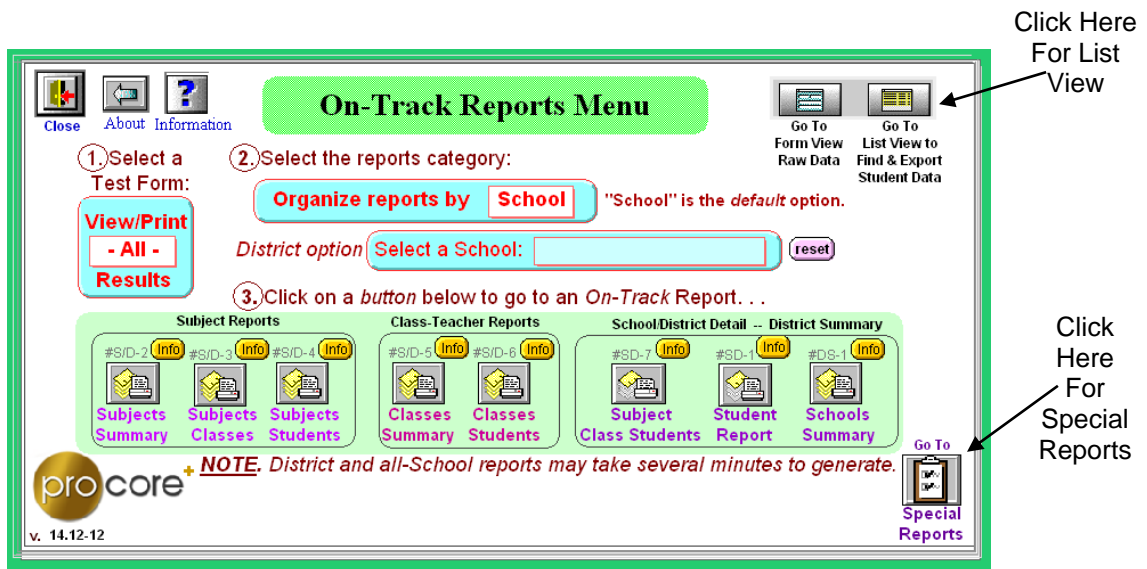 Click Here
For List
View
Close
About
Information
On-Track Reports Menu
Go To
Form View
Raw Data
Go To
List View to
Find & Export
Student Data
1. Select a
Test Form:
View/Print
- All -
Results
2. Select the reports category:
Organize reports by School "School" is the default option.
District option Select a School: reset
3. Click on a button below to go to an On-Track Report. . .
Subject Reports
#S/D-2 Info
Subjects
Summary
#S/D-3 Info
Subjects
Classes
#S/D-4 Info
Subjects
Students
Class-Teacher Reports
#S/D-5 Info
Classes
Summary
#S/D-6 Info
Classes
Students
School/District Detail -- District Summary
#SD-7 Info
Subject
Class Students
#SD-1 Info
Student
Report
#DS-1 Info
Schools
Summary
Click
Here
For
Special
Reports
procore+
NOTE. District and all-School reports may take several minutes to generate.
Go To
Special
Reports
v. 14.12-12